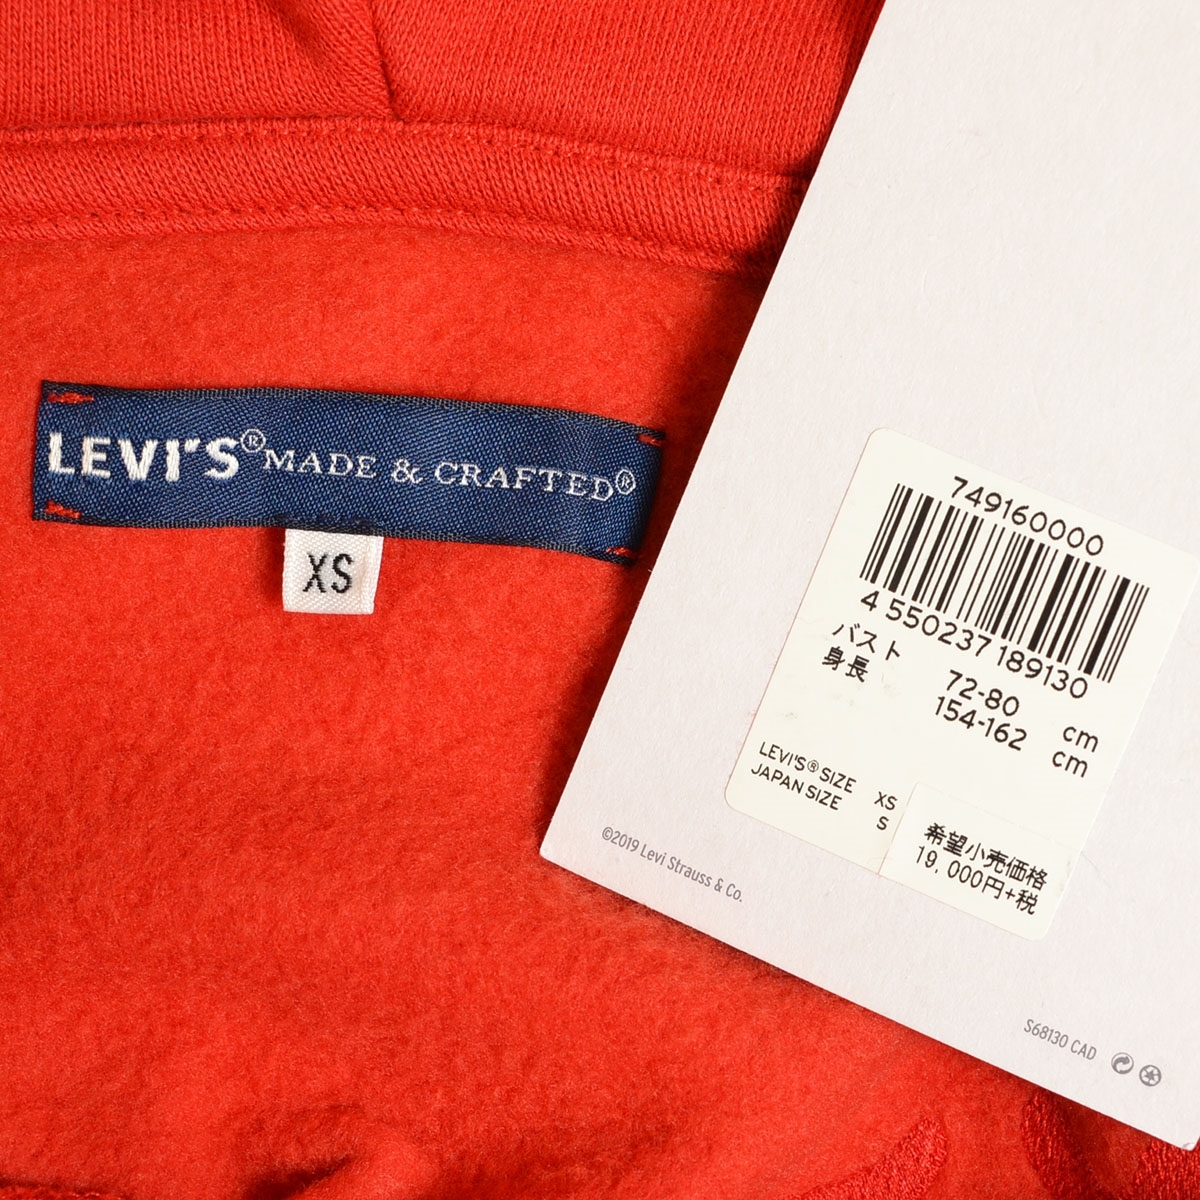 LEVI'S® MADE & CRAFTED®
XS
749160000
4 550237 189130
バスト 72-80 cm
身長 154-162 cm
LEVI'S® SIZE XS
JAPAN SIZE S
希望小売価格
19,000円+税
©2019 Levi Strauss & Co.
S68130 CAD